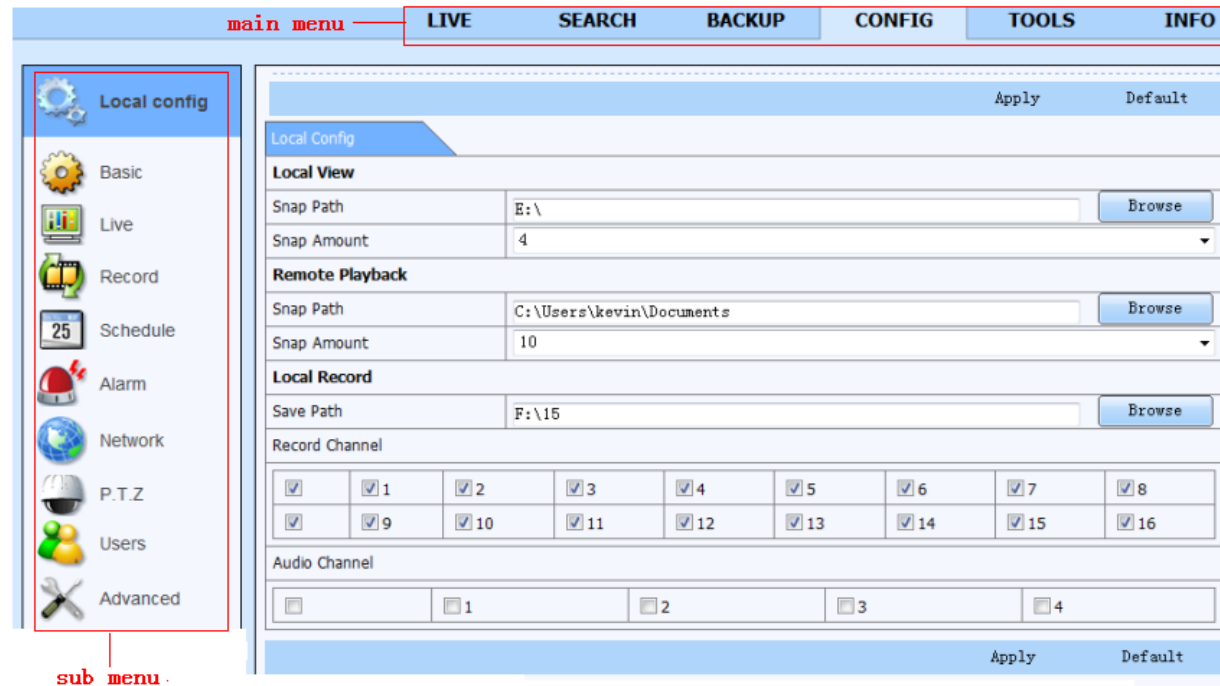 main menu LIVE SEARCH BACKUP CONFIG TOOLS INFO
Local config
Basic
Live
Record
25 Schedule
Alarm
Network
P.T.Z
Users
Advanced
sub menu
Apply Default
Local Config
Local View
Snap Path E:\ Browse
Snap Amount 4
Remote Playback
Snap Path C:\Users\kevin\Documents Browse
Snap Amount 10
Local Record
Save Path F:\15 Browse
Record Channel
1 2 3 4 5 6 7 8
9 10 11 12 13 14 15 16
Audio Channel
1 2 3 4
Apply Default